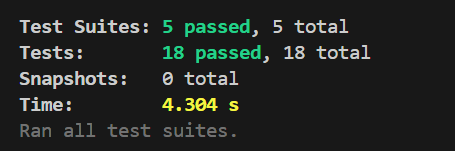 Test Suites: 5 passed, 5 total
Tests:       18 passed, 18 total
Snapshots:   0 total
Time:        4.304 s
Ran all test suites.